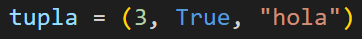 tupla = (3, True, "hola")